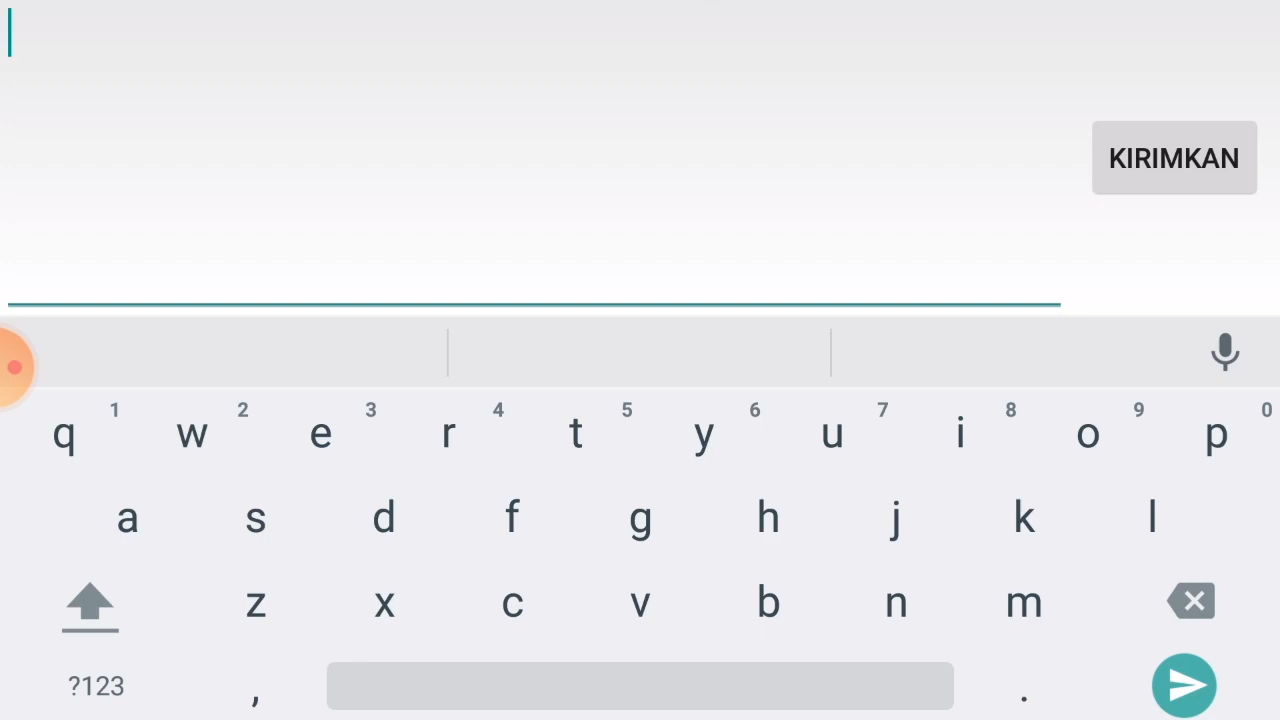 KIRIMKAN
1 2 3 4 5 6 7 8 9 0
q w e r t y u i o p
a s d f g h j k l
z x c v b n m
?123 , .